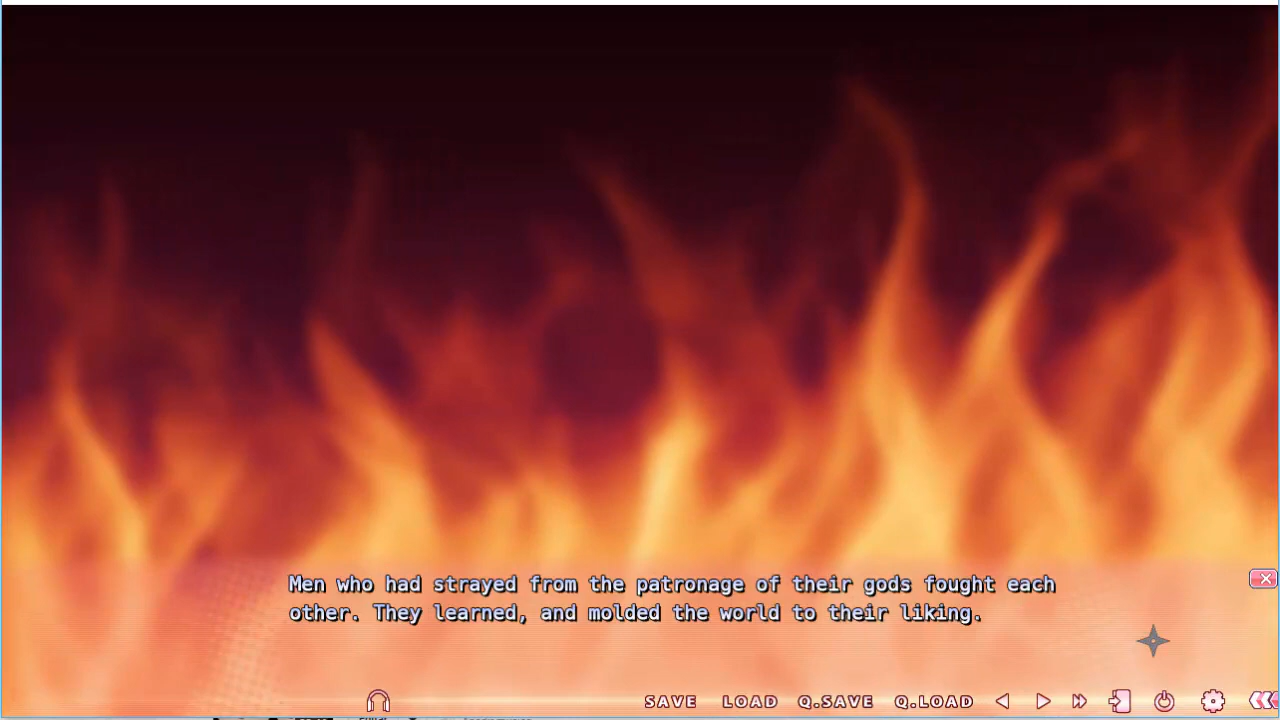 Men who had strayed from the patronage of their gods fought each
other. They learned, and molded the world to their liking.
SAVE LOAD Q.SAVE Q.LOAD